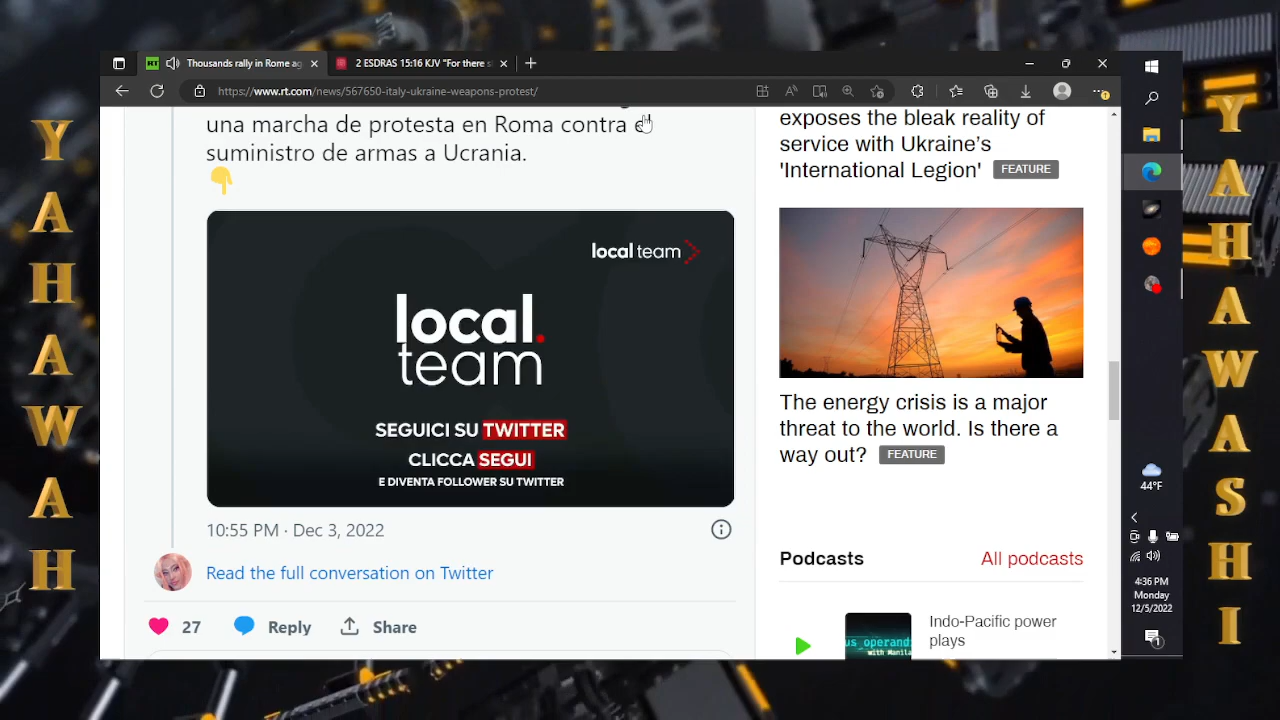 YAHAWAH
Thousands rally in Rome ag
2 ESDRAS 15:16 KJV "For there s
https://www.rt.com/news/567650-italy-ukraine-weapons-protest/
una marcha de protesta en Roma contra e
suministro de armas a Ucrania.
local team
local.
team
SEGUICI SU TWITTER
CLICCA SEGUI
E DIVENTA FOLLOWER SU TWITTER
10:55 PM · Dec 3, 2022
Read the full conversation on Twitter
27
Reply
Share
exposes the bleak reality of
service with Ukraine’s
'International Legion' FEATURE
The energy crisis is a major
threat to the world. Is there a
way out? FEATURE
Podcasts
All podcasts
Indo-Pacific power
plays
us operand
with Manila
44°F
4:36 PM
Monday
12/5/2022
1
YAHAWASHI